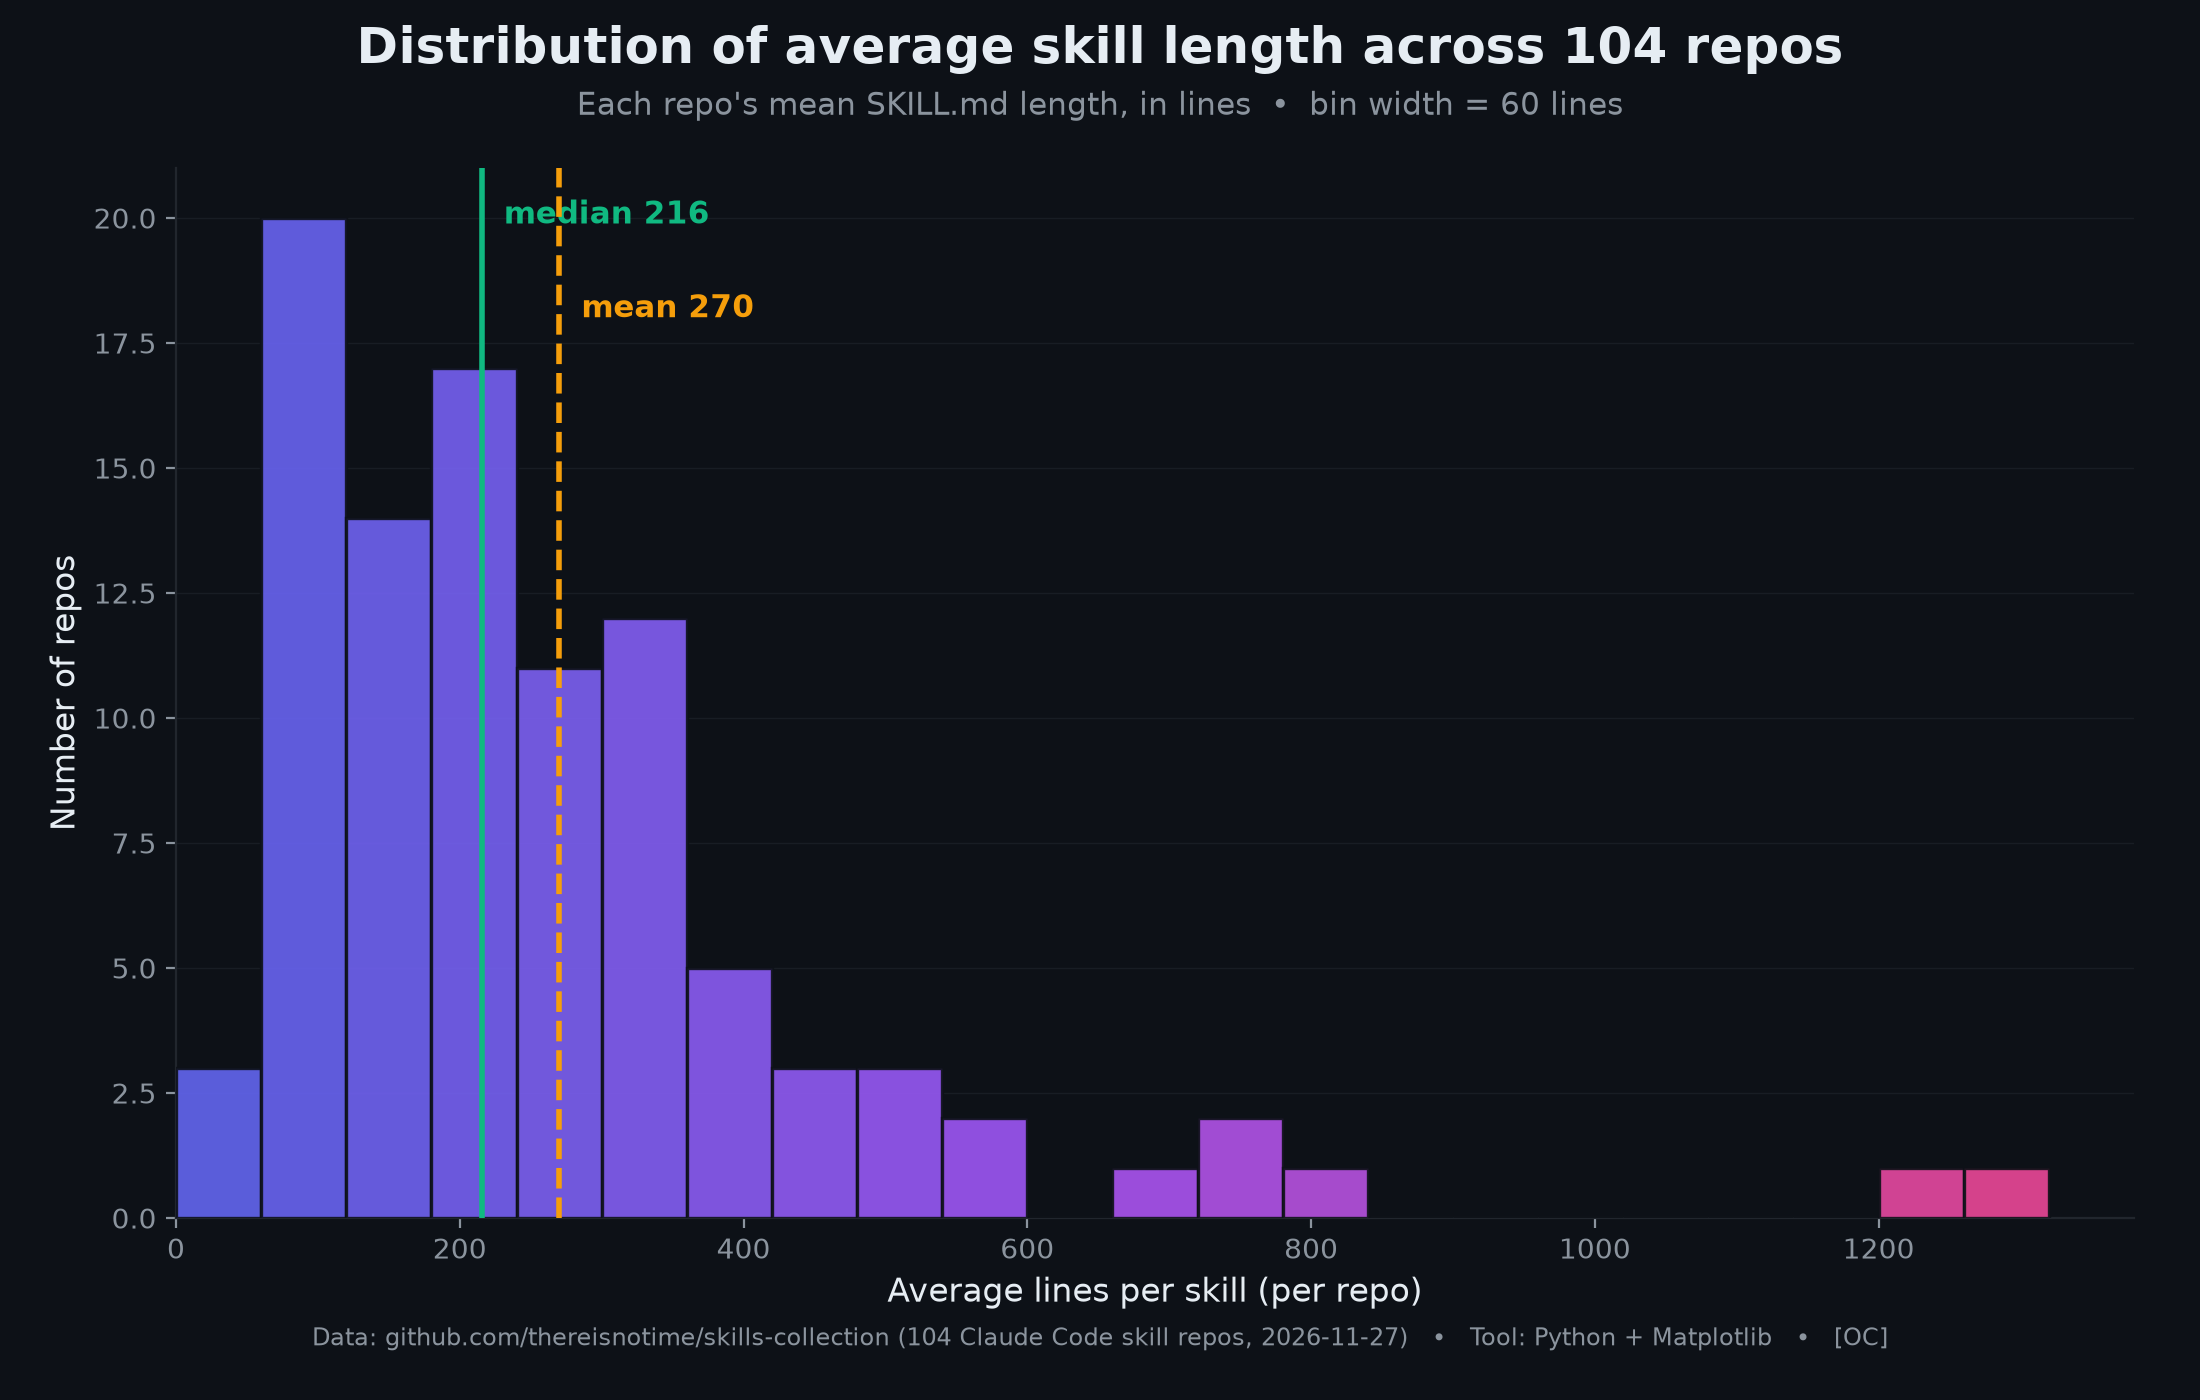 Distribution of average skill length across 104 repos
Each repo's mean SKILL.md length, in lines • bin width = 60 lines
median 216
mean 270
Number of repos
20.0
17.5
15.0
12.5
10.0
7.5
5.0
2.5
0.0
0 200 400 600 800 1000 1200
Average lines per skill (per repo)
Data: github.com/thereisnotime/skills-collection (104 Claude Code skill repos, 2026-11-27) • Tool: Python + Matplotlib • [OC]